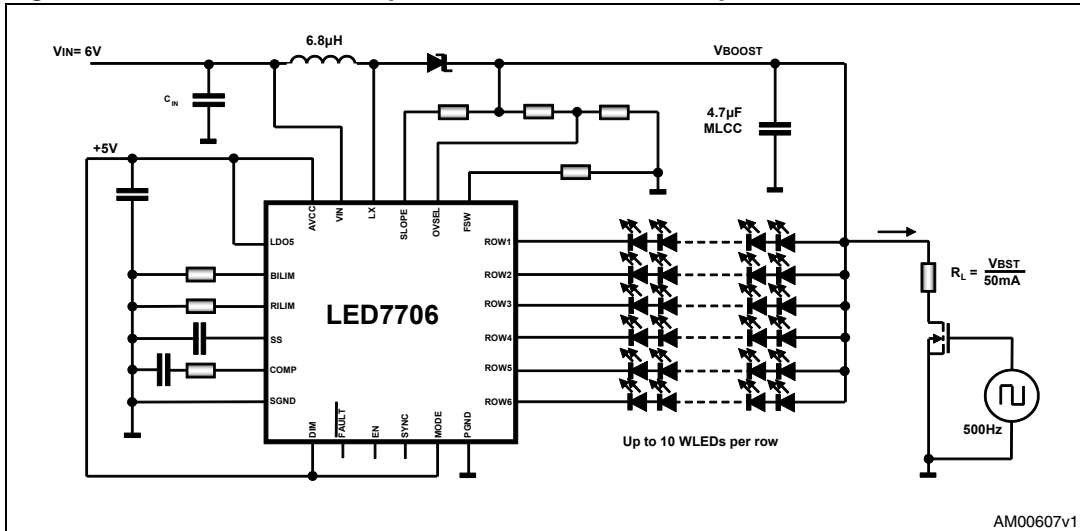 VIN= 6V
6.8µH
VBOOST
CIN
4.7µF
MLCC
+5V
AVCC
VIN
LX
SLOPE
OVSEL
FSW
LDO5
BILIM
RILIM
SS
COMP
SGND
LED7706
ROW1
ROW2
ROW3
ROW4
ROW5
ROW6
DIM
FAULT
EN
SYNC
MODE
PGND
Up to 10 WLEDs per row
RL = VBST
50mA
500Hz
AM00607v1